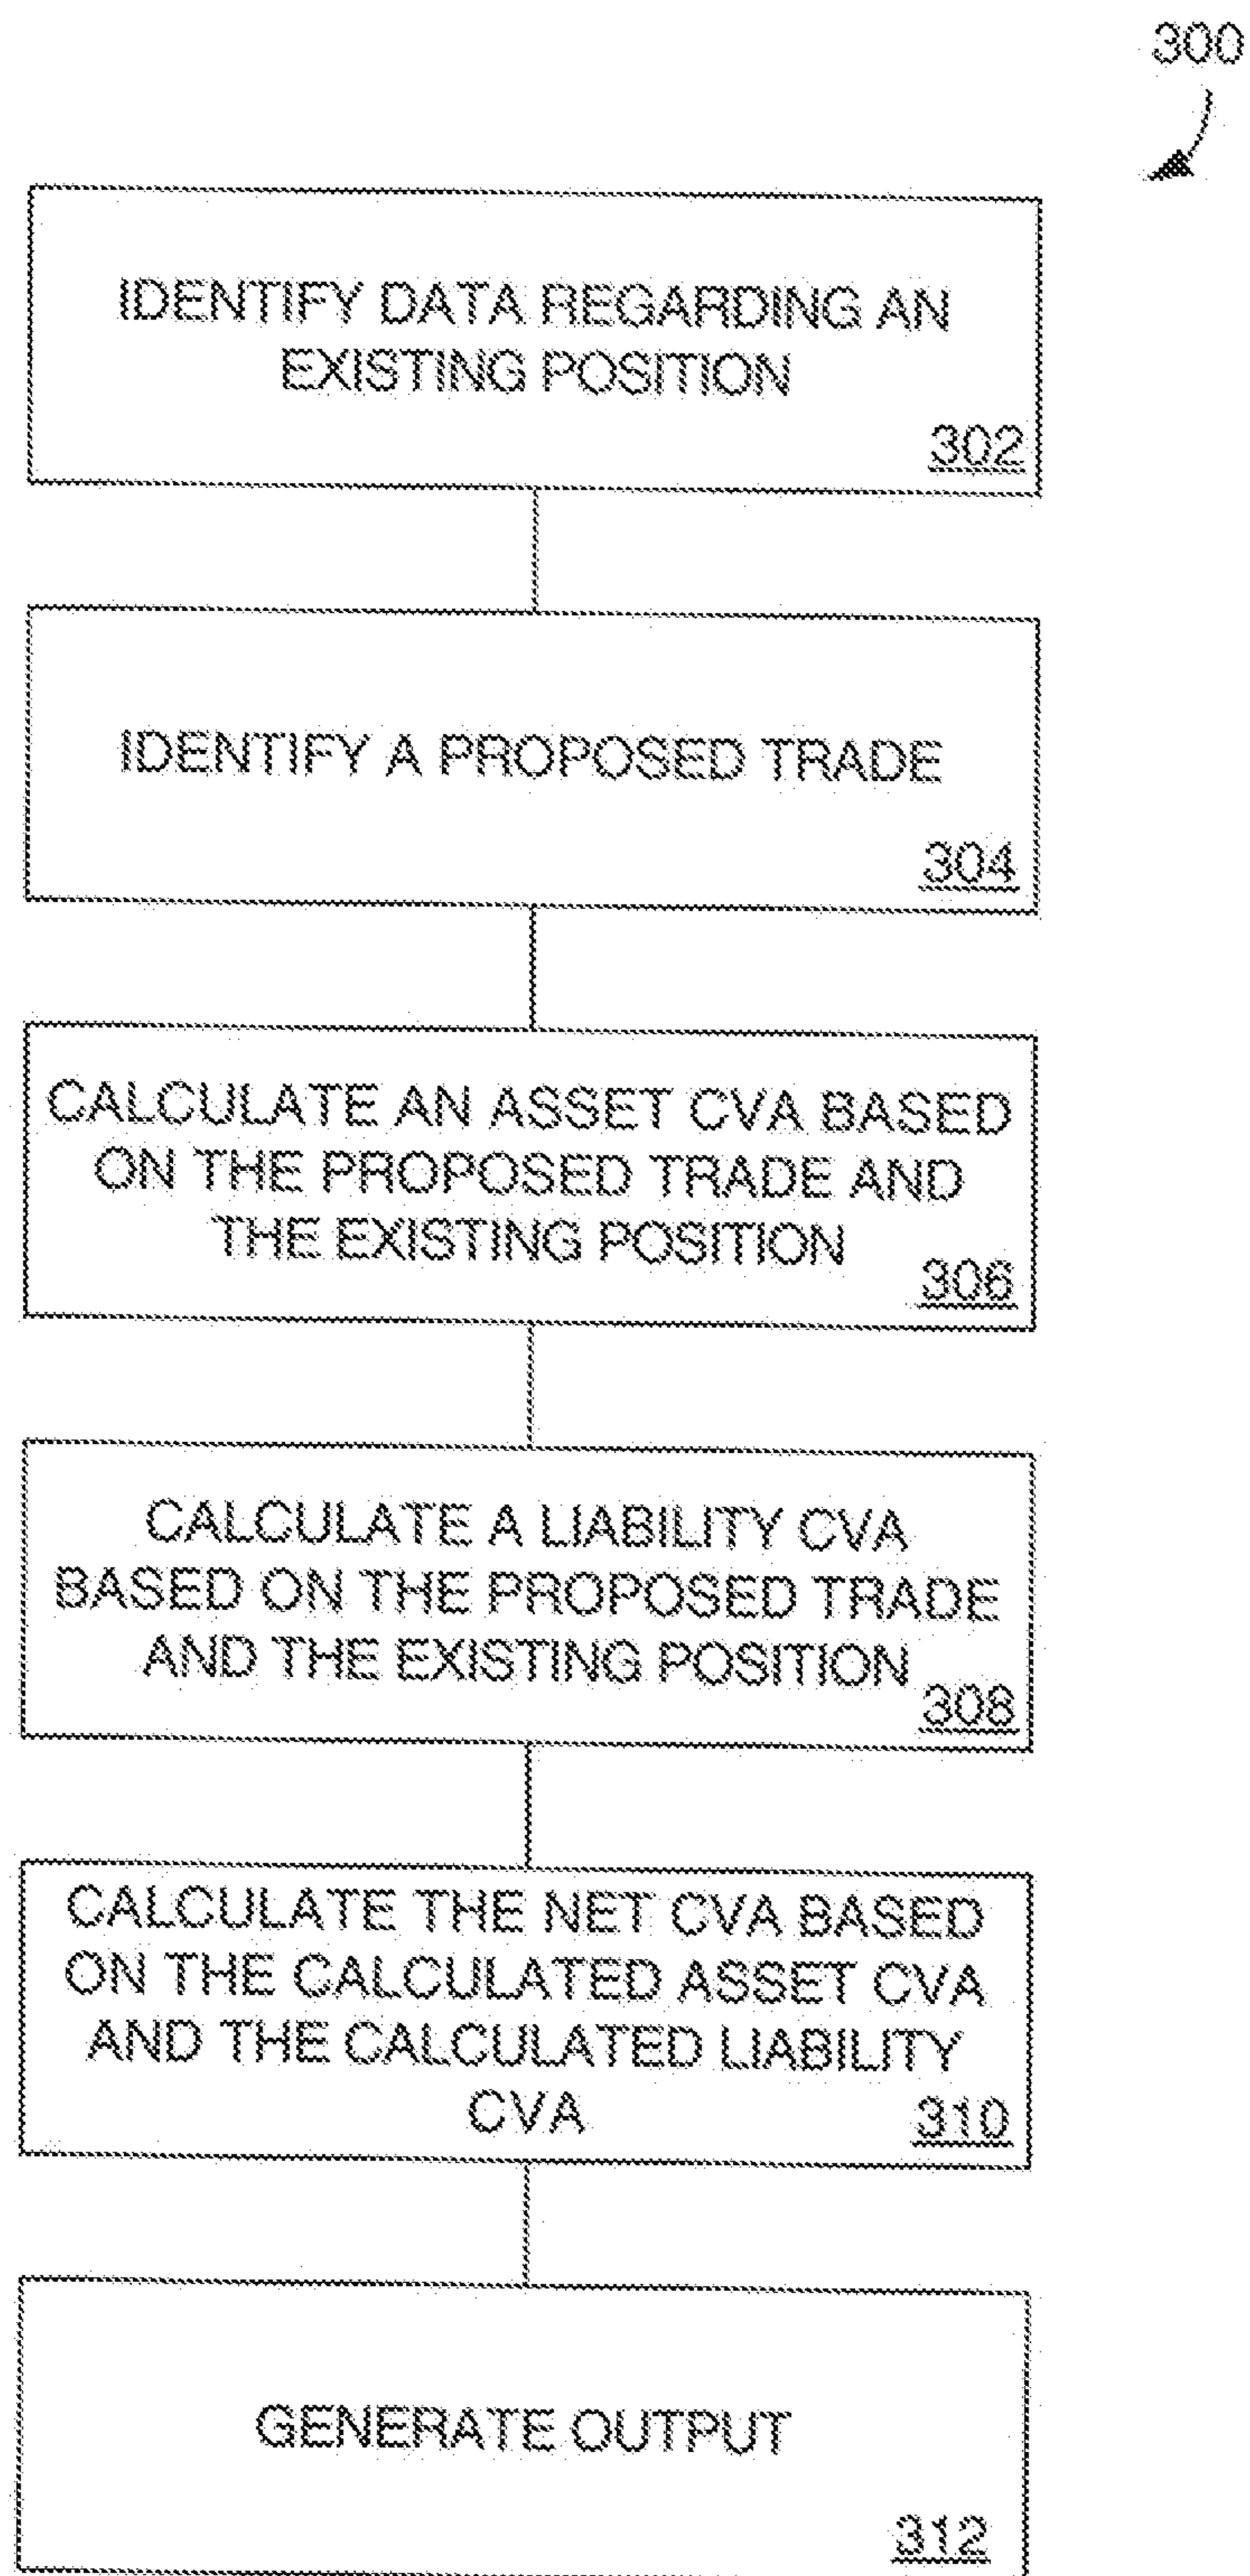 300
IDENTIFY DATA REGARDING AN
EXISTING POSITION
302
IDENTIFY A PROPOSED TRADE
304
CALCULATE AN ASSET CVA BASED
ON THE PROPOSED TRADE AND
THE EXISTING POSITION
306
CALCULATE A LIABILITY CVA
BASED ON THE PROPOSED TRADE
AND THE EXISTING POSITION
308
CALCULATE THE NET CVA BASED
ON THE CALCULATED ASSET CVA
AND THE CALCULATED LIABILITY
CVA
310
GENERATE OUTPUT
312